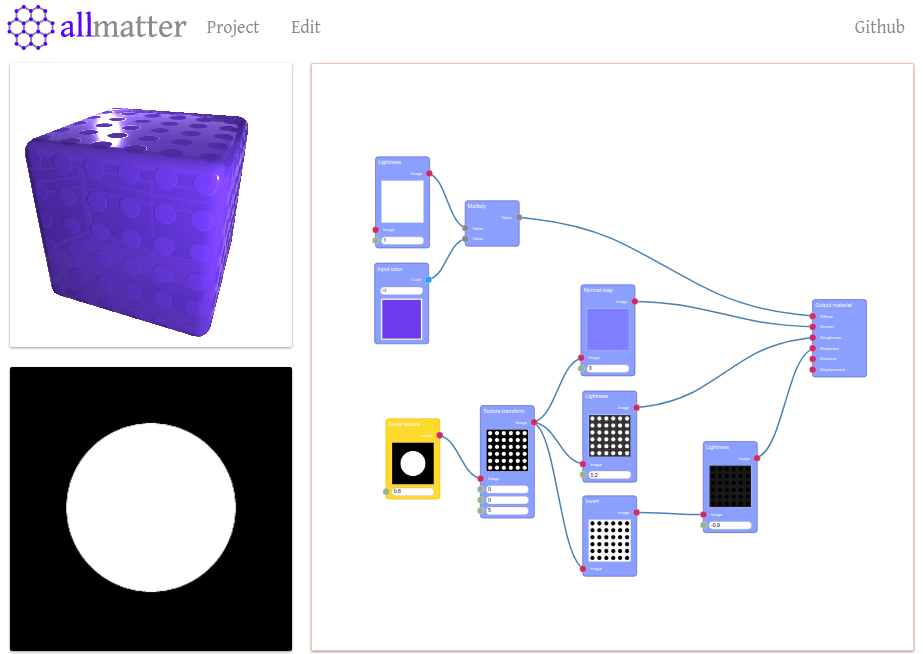 allmatter
Project
Edit
Github
Lightness
Image
Image
1
Multiply
Value
Value
Value
Input color
Color
id
Normal map
Image
Image
3
Output material
Diffuse
Normal
Roughness
Metalness
Emissive
Displacement
Circle texture
Image
0,6
Texture transform
Image
Image
0
0
5
Lightness
Image
Image
0,2
Invert
Image
Image
Lightness
Image
Image
-0,9